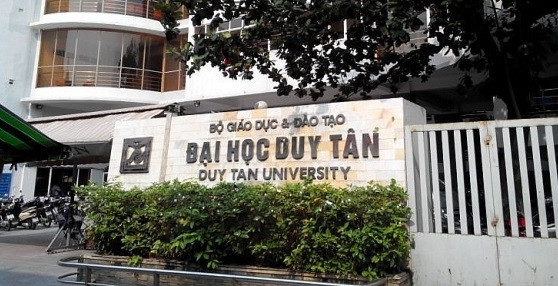 BỘ GIÁO DỤC & ĐÀO TẠO
ĐẠI HỌC DUY TÂN
DUY TAN UNIVERSITY